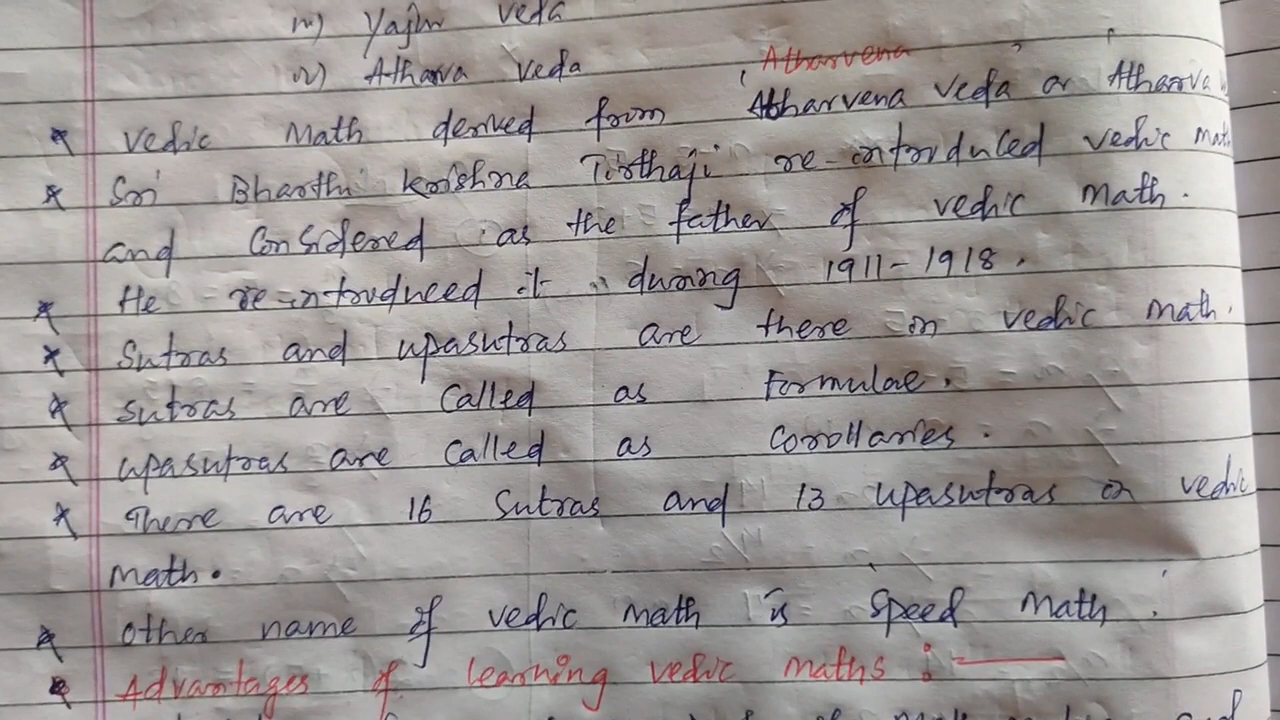 iii) Yajur veda
iv) Atharva veda
Atharvena
* vedic Math derived from Atharvena veda or Atharva
* Sri Bharthi krishna Tirthaji re-introduced vedic math
and Considered as the father of vedic math.
* He re-introduced it during 1911-1918.
* Sutras and upasutras are there in vedic math.
* sutras are called as Formulae.
* upasutras are called as Corollaries.
* There are 16 Sutras and 13 upasutras in vedic
math.
* other name of vedic math is speed math.
* Advantages of learning vedic maths :-